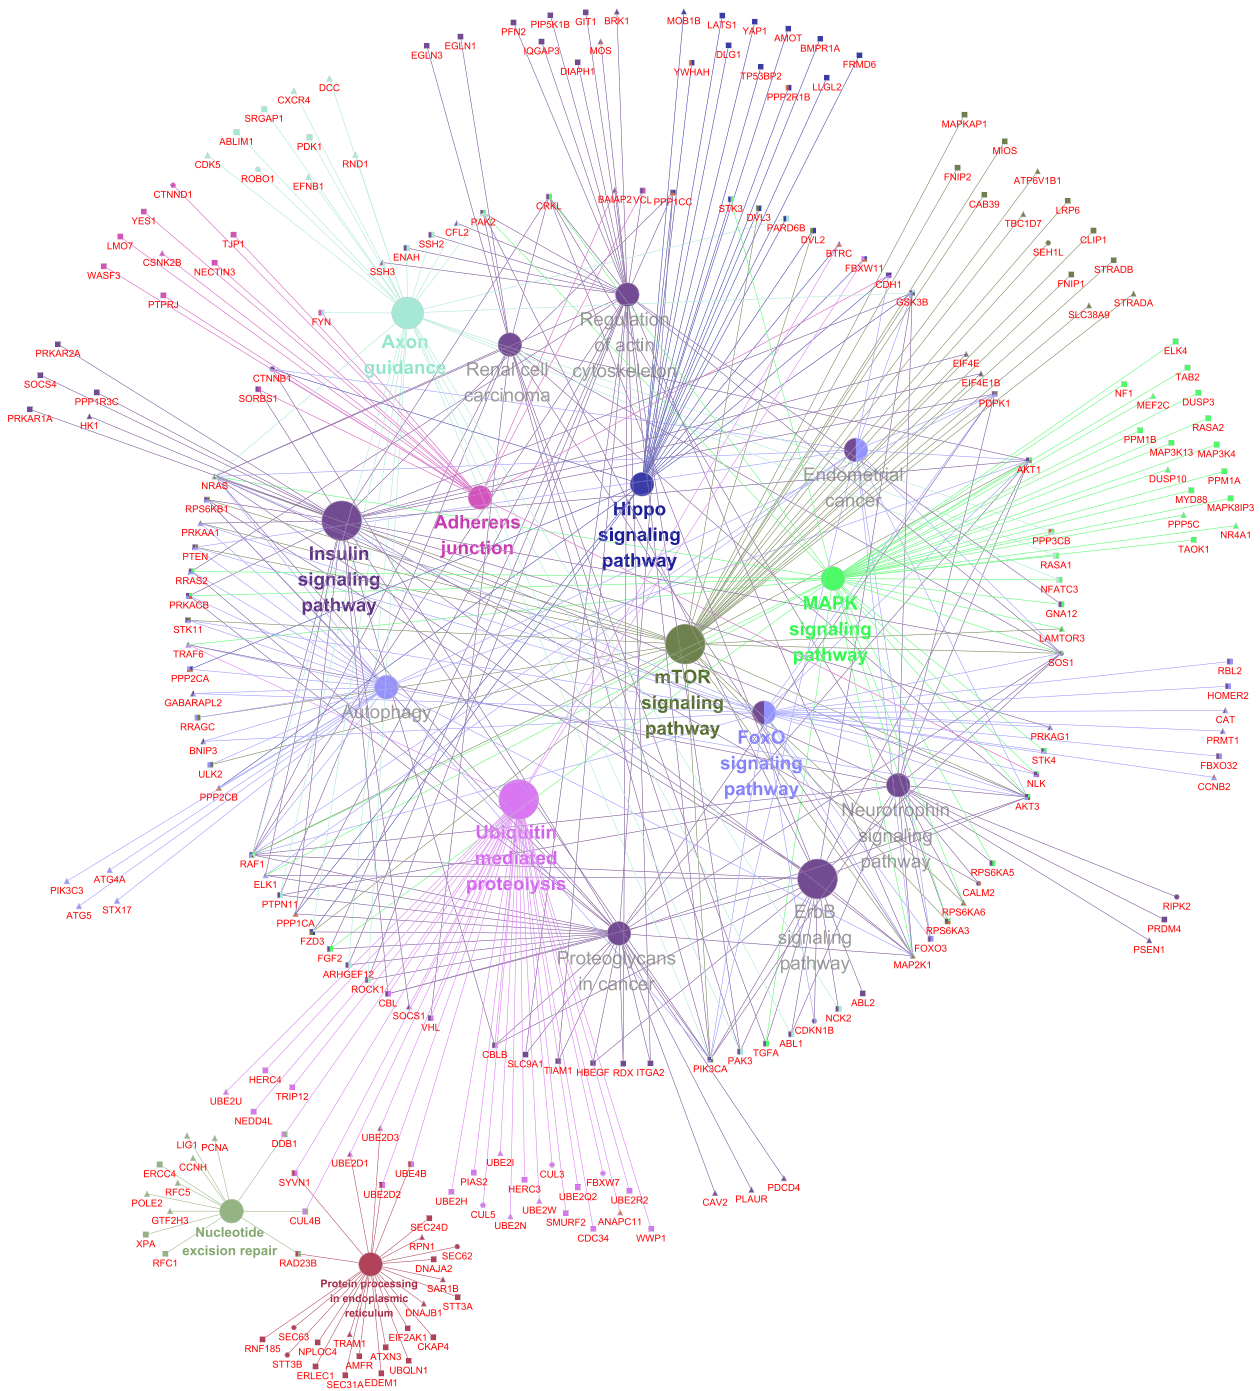 BRK1
GIT1
PIP5K1B
PFN2
MOB1B
LATS1
YAP1
AMOT
BMPR1A
FRMD6
IQGAP3
MOS
DIAPH1
DLG1
YWHAH
TP53BP2
PPP2R1B
LLGL2
EGLN1
EGLN3
DCC
CXCR4
SRGAP1
ABLIM1
PDK1
CDK5
ROBO1
EFNB1
RND1
MAPKAP1
MIOS
FNIP2
CAB39
ATP6V1B1
TBC1D7
LRP6
SEH1L
CLIP1
FNIP1
STRADB
SLC38A9
STRADA
CTNND1
YES1
LMO7
TJP1
CSNK2B
NECTIN3
WASF3
PTPRJ
CRKL
BAIAP2
VCL
PPP1CC
STK3
DVL3
PARD6B
DVL2
BTRC
FBXW11
CDH1
GSK3B
PAK2
CFL2
SSH2
ENAH
SSH3
FYN
Axon
guidance
Renal cell
carcinoma
Regulation
of actin
cytoskeleton
PRKAR2A
SOCS4
PPP1R3C
PRKAR1A
HK1
CTNNB1
SORBS1
EIF4E
EIF4E1B
PDPK1
ELK4
TAB2
NF1
MEF2C
DUSP3
PPM1B
RASA2
MAP3K13
MAP3K4
DUSP10
PPM1A
MYD88
MAPK8IP3
PPP5C
NR4A1
TAOK1
Endometrial
cancer
AKT1
NRAS
RPS6KB1
PRKAA1
PTEN
RRAS2
PRKACB
STK11
TRAF6
PPP2CA
GABARAPL2
RRAGC
BNIP3
ULK2
PPP2CB
Insulin
signaling
pathway
Adherens
junction
Hippo
signaling
pathway
MAPK
signaling
pathway
PPP3CB
RASA1
NFATC3
GNA12
LAMTOR3
SOS1
mTOR
signaling
pathway
Autophagy
FoxO
signaling
pathway
RBL2
HOMER2
CAT
PRMT1
FBXO32
CCNB2
PRKAG1
STK4
NLK
AKT3
Ubiquitin
mediated
proteolysis
Neurotrophin
signaling
pathway
ErbB
signaling
pathway
Proteoglycans
in cancer
PIK3C3
ATG4A
ATG5
STX17
RAF1
ELK1
PTPN11
PPP1CA
FZD3
FGF2
ARHGEF12
ROCK1
CBL
SOCS1
VHL
RPS6KA5
CALM2
RPS6KA6
RPS6KA3
FOXO3
MAP2K1
RIPK2
PRDM4
PSEN1
ABL2
NCK2
CDKN1B
ABL1
TGFA
PAK3
PIK3CA
CBLB
SLC9A1
TIAM1
HBEGF
RDX
ITGA2
HERC4
UBE2U
TRIP12
NEDD4L
DDB1
LIG1
PCNA
CCNH
ERCC4
RFC5
POLE2
GTF2H3
XPA
RFC1
Nucleotide
excision repair
SYVN1
CUL4B
RAD23B
UBE2D3
UBE2D1
UBE4B
UBE2D2
UBE2H
PIAS2
UBE2I
CUL5
HERC3
UBE2N
CUL3
UBE2W
FBXW7
UBE2Q2
SMURF2
UBE2R2
ANAPC11
CDC34
WWP1
CAV2
PLAUR
PDCD4
SEC24D
RPN1
SEC62
DNAJA2
SAR1B
STT3A
DNAJB1
Protein processing
in endoplasmic
reticulum
SEC63
RNF185
NPLOC4
TRAM1
EIF2AK1
CKAP4
STT3B
ATXN3
AMFR
UBQLN1
ERLEC1
SEC31A
EDEM1